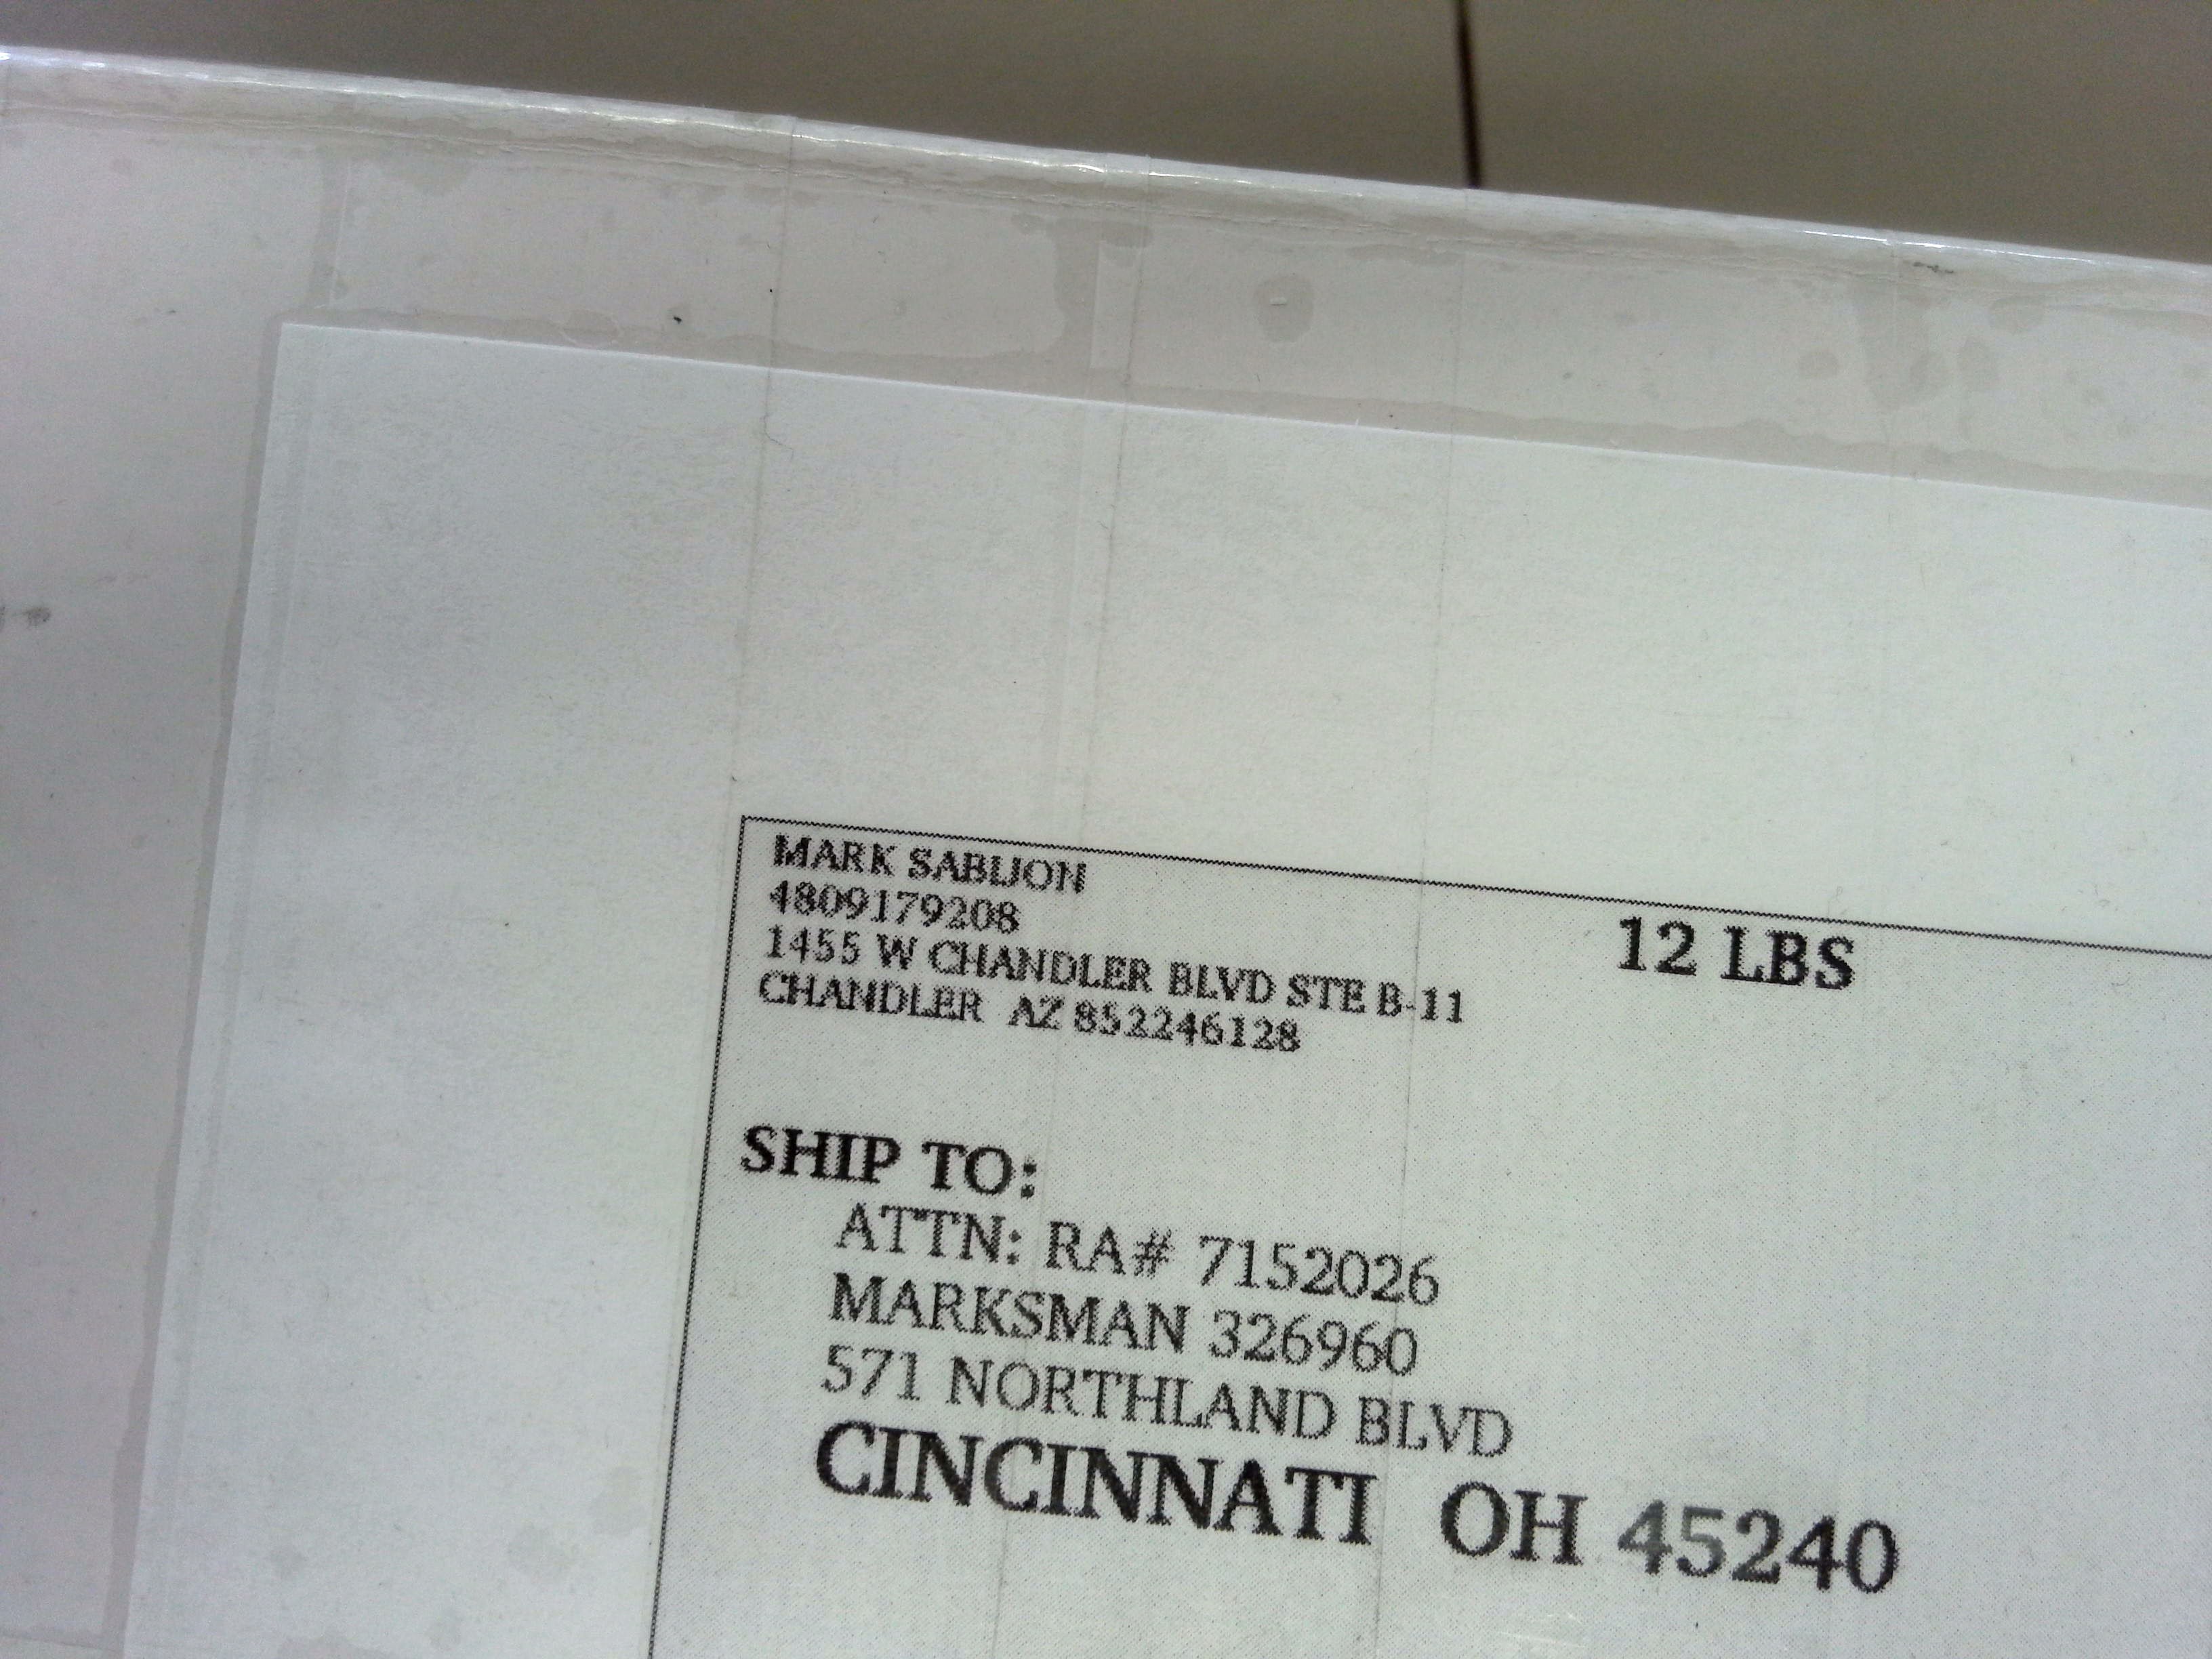 MARK SABIJON
4809179208
12 LBS
1455 W CHANDLER BLVD STE B-11
CHANDLER AZ 852246128
SHIP TO:
ATTN: RA# 7152026
MARKSMAN 326960
571 NORTHLAND BLVD
CINCINNATI OH 45240